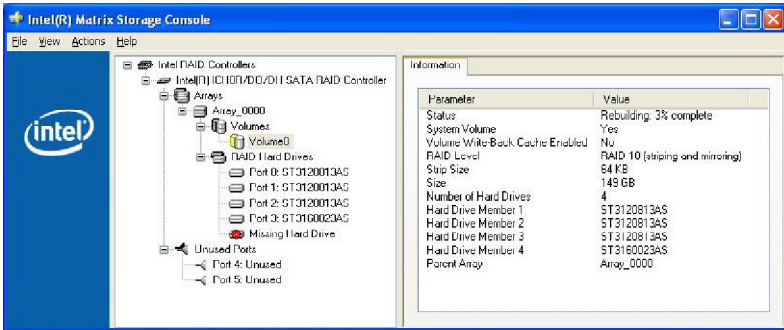 Intel(R) Matrix Storage Console
File View Actions Help
intel
Intel RAID Controllers
Intel(R) ICH8R/DO/DH SATA RAID Controller
Arrays
Array_0000
Volumes
Volume0
RAID Hard Drives
Port 0: ST3120813AS
Port 1: ST3120813AS
Port 2: ST3120813AS
Port 3: ST3160023AS
Missing Hard Drive
Unused Ports
Port 4: Unused
Port 5: Unused
Information
Parameter Value
Status Rebuilding: 3% complete
System Volume Yes
Volume Write-Back Cache Enabled No
RAID Level RAID 10 (striping and mirroring)
Strip Size 64 KB
Size 149 GB
Number of Hard Drives 4
Hard Drive Member 1 ST3120813AS
Hard Drive Member 2 ST3120813AS
Hard Drive Member 3 ST3120813AS
Hard Drive Member 4 ST3160023AS
Parent Array Array_0000